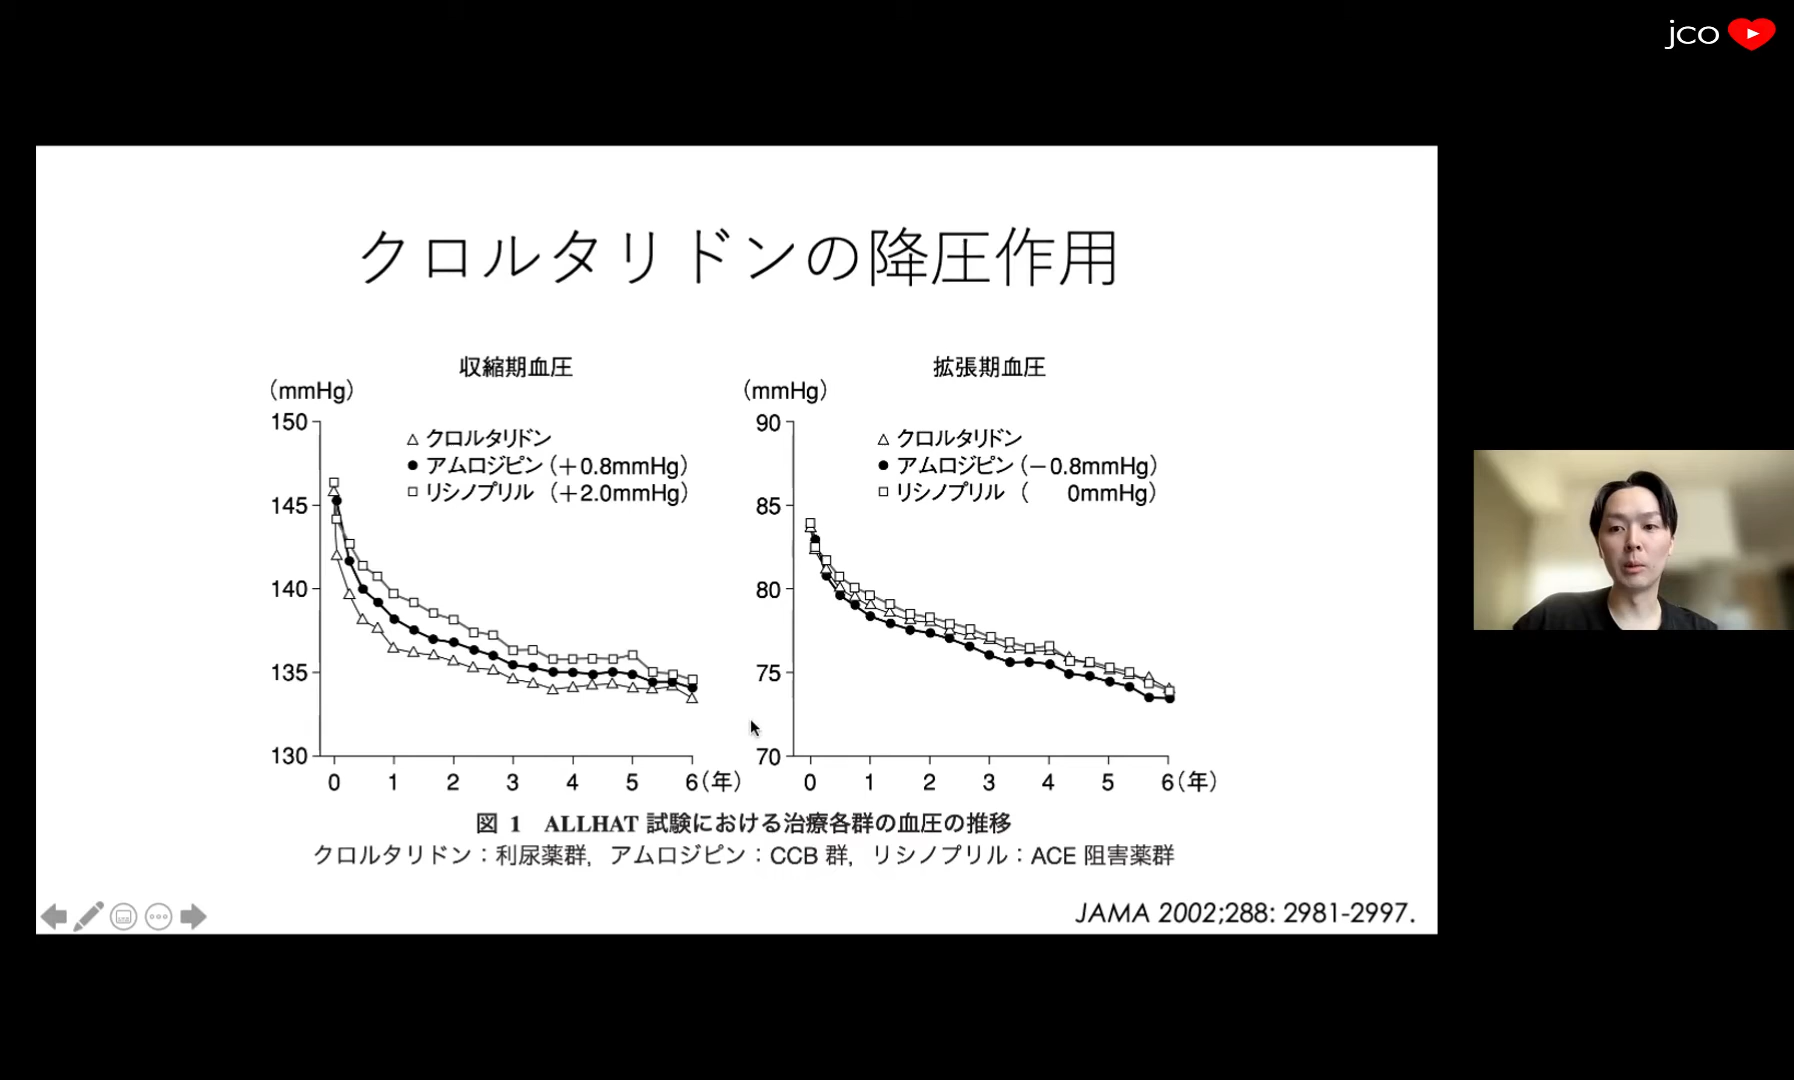 jco
クロルタリドンの降圧作用
収縮期血圧
(mmHg)
150
145
140
135
130
△ クロルタリドン
● アムロジピン(+0.8mmHg)
□ リシノプリル (+2.0mmHg)
0 1 2 3 4 5 6(年)
拡張期血圧
(mmHg)
90
85
80
75
70
△ クロルタリドン
● アムロジピン(−0.8mmHg)
□ リシノプリル ( 0mmHg)
0 1 2 3 4 5 6(年)
図 1 ALLHAT 試験における治療各群の血圧の推移
クロルタリドン：利尿薬群, アムロジピン：CCB 群, リシノプリル：ACE 阻害薬群
JAMA 2002;288: 2981-2997.